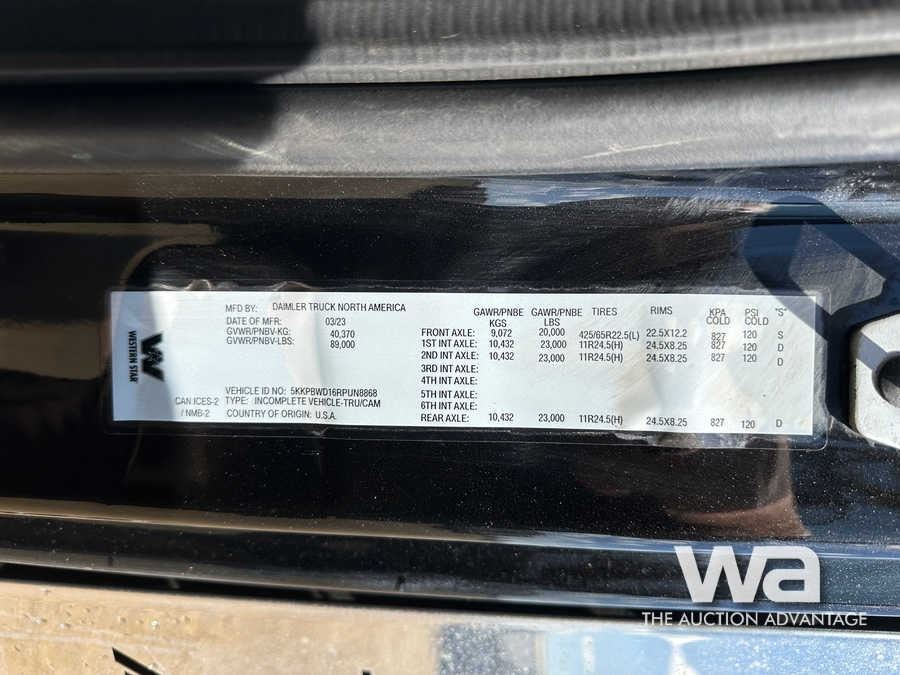 WESTERN STAR
MFD BY: DAIMLER TRUCK NORTH AMERICA
DATE OF MFR: 03/23
GVWR/PNBV-KG: 40,370
GVWR/PNBV-LBS: 89,000
VEHICLE ID NO: 5KKPBWD16RPUN8868
CAN ICES-2 TYPE: INCOMPLETE VEHICLE-TRU/CAM
/ NMB-2 COUNTRY OF ORIGIN: U.S.A.
GAWR/PNBE GAWR/PNBE TIRES RIMS KPA PSI "S"
KGS LBS COLD COLD
FRONT AXLE: 9,072 20,000 425/65R22.5(L) 22.5X12.2 827 120 S
1ST INT AXLE: 10,432 23,000 11R24.5(H) 24.5X8.25 827 120 D
2ND INT AXLE: 10,432 23,000 11R24.5(H) 24.5X8.25 827 120 D
3RD INT AXLE:
4TH INT AXLE:
5TH INT AXLE:
6TH INT AXLE:
REAR AXLE: 10,432 23,000 11R24.5(H) 24.5X8.25 827 120 D
wa
THE AUCTION ADVANTAGE